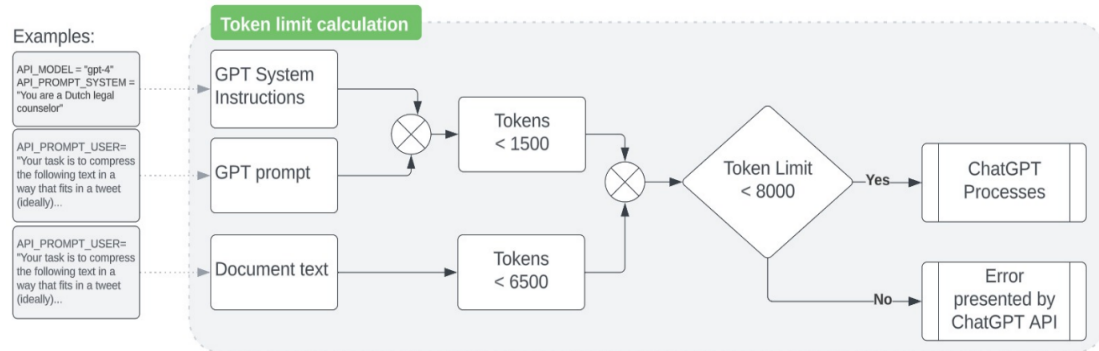 Token limit calculation
Examples:
API_MODEL = "gpt-4"
API_PROMPT_SYSTEM =
"You are a Dutch legal
counselor"
GPT System
Instructions
API_PROMPT_USER=
"Your task is to compress
the following text in a
way that fits in a tweet
(ideally)...
GPT prompt
API_PROMPT_USER=
"Your task is to compress
the following text in a
way that fits in a tweet
(ideally)...
Document text
Tokens
< 1500
Tokens
< 6500
Token Limit
< 8000
Yes
ChatGPT
Processes
No
Error
presented by
ChatGPT API